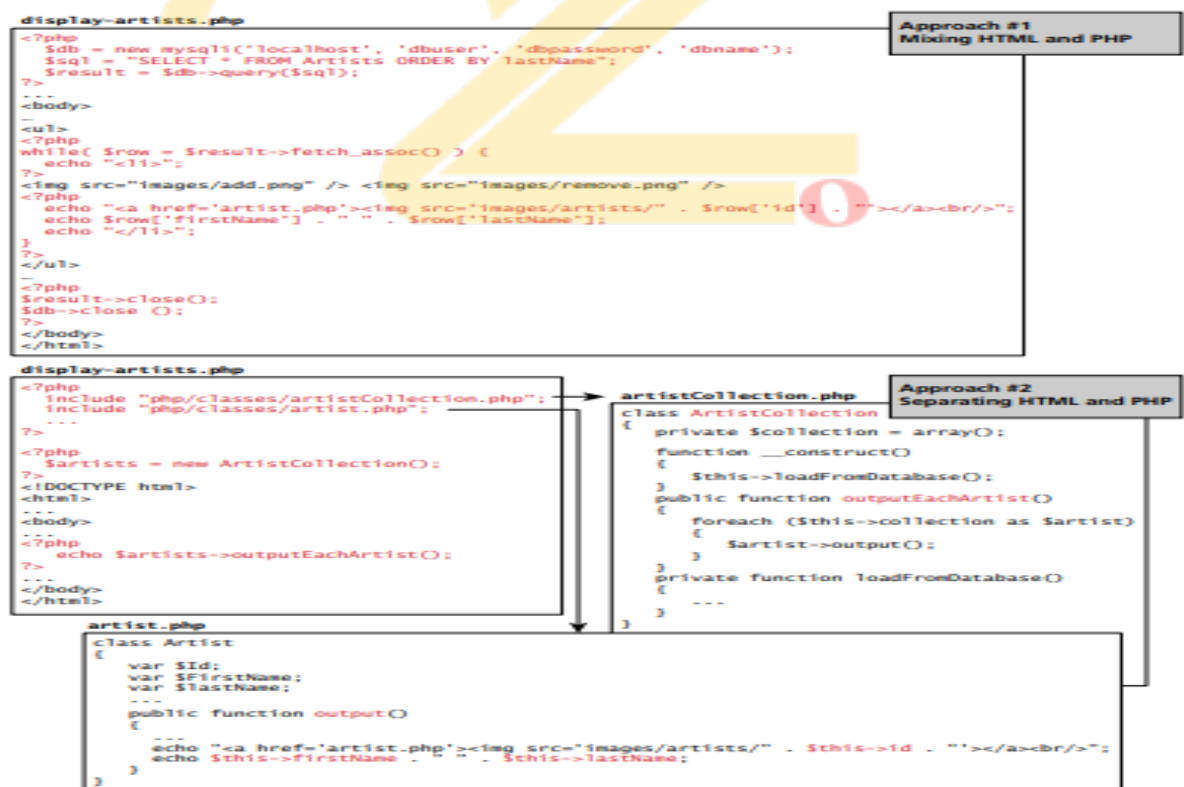 display-artists.php
Approach #1
Mixing HTML and PHP
<?php
$db = new mysqli('localhost', 'dbuser', 'dbpassword', 'dbname');
$sql = "SELECT * FROM Artists ORDER BY lastName";
$result = $db->query($sql);
?>
...
<body>
…
<ul>
<?php
while( $row = $result->fetch_assoc() ) {
echo "<li>";
?>
<img src="images/add.png" /> <img src="images/remove.png" />
<?php
echo "<a href='artist.php'><img src='images/artists/" . $row['id'] . "'></a><br/>";
echo $row['firstName'] . " " . $row['lastName'];
echo "</li>";
}
?>
</ul>
…
<?php
$result->close();
$db->close ();
?>
</body>
</html>
display-artists.php
<?php
include "php/classes/artistCollection.php";
include "php/classes/artist.php";
...
?>
<?php
$artists = new ArtistCollection();
?>
<!DOCTYPE html>
<html>
...
<body>
...
<?php
echo $artists->outputEachArtist();
?>
...
</body>
</html>
Approach #2
Separating HTML and PHP
artistCollection.php
class ArtistCollection
{
private $collection = array();
function __construct()
{
$this->loadFromDatabase();
}
public function outputEachArtist()
{
foreach ($this->collection as $artist)
{
$artist->output();
}
}
private function loadFromDatabase()
{
...
}
}
artist.php
class Artist
{
var $Id;
var $FirstName;
var $lastName;
...
public function output()
{
...
echo "<a href='artist.php'><img src='images/artists/" . $this->id . "'></a><br/>";
echo $this->firstName . " " . $this->lastName;
}
}